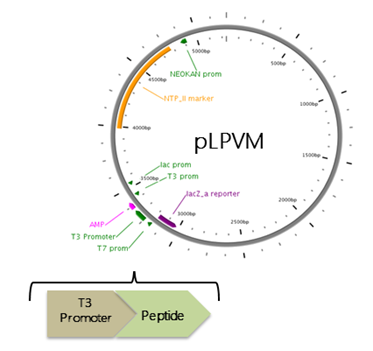 5000bp
500bp
NEOKAN prom
4500bp
NTP_II marker
1000bp
pLPVM
4000bp
1500bp
lac prom
3500bp
T3 prom
lacZ_a reporter
2000bp
AMP
3000bp
T3 Promoter
2500bp
T7 prom
T3
Promoter
Peptide